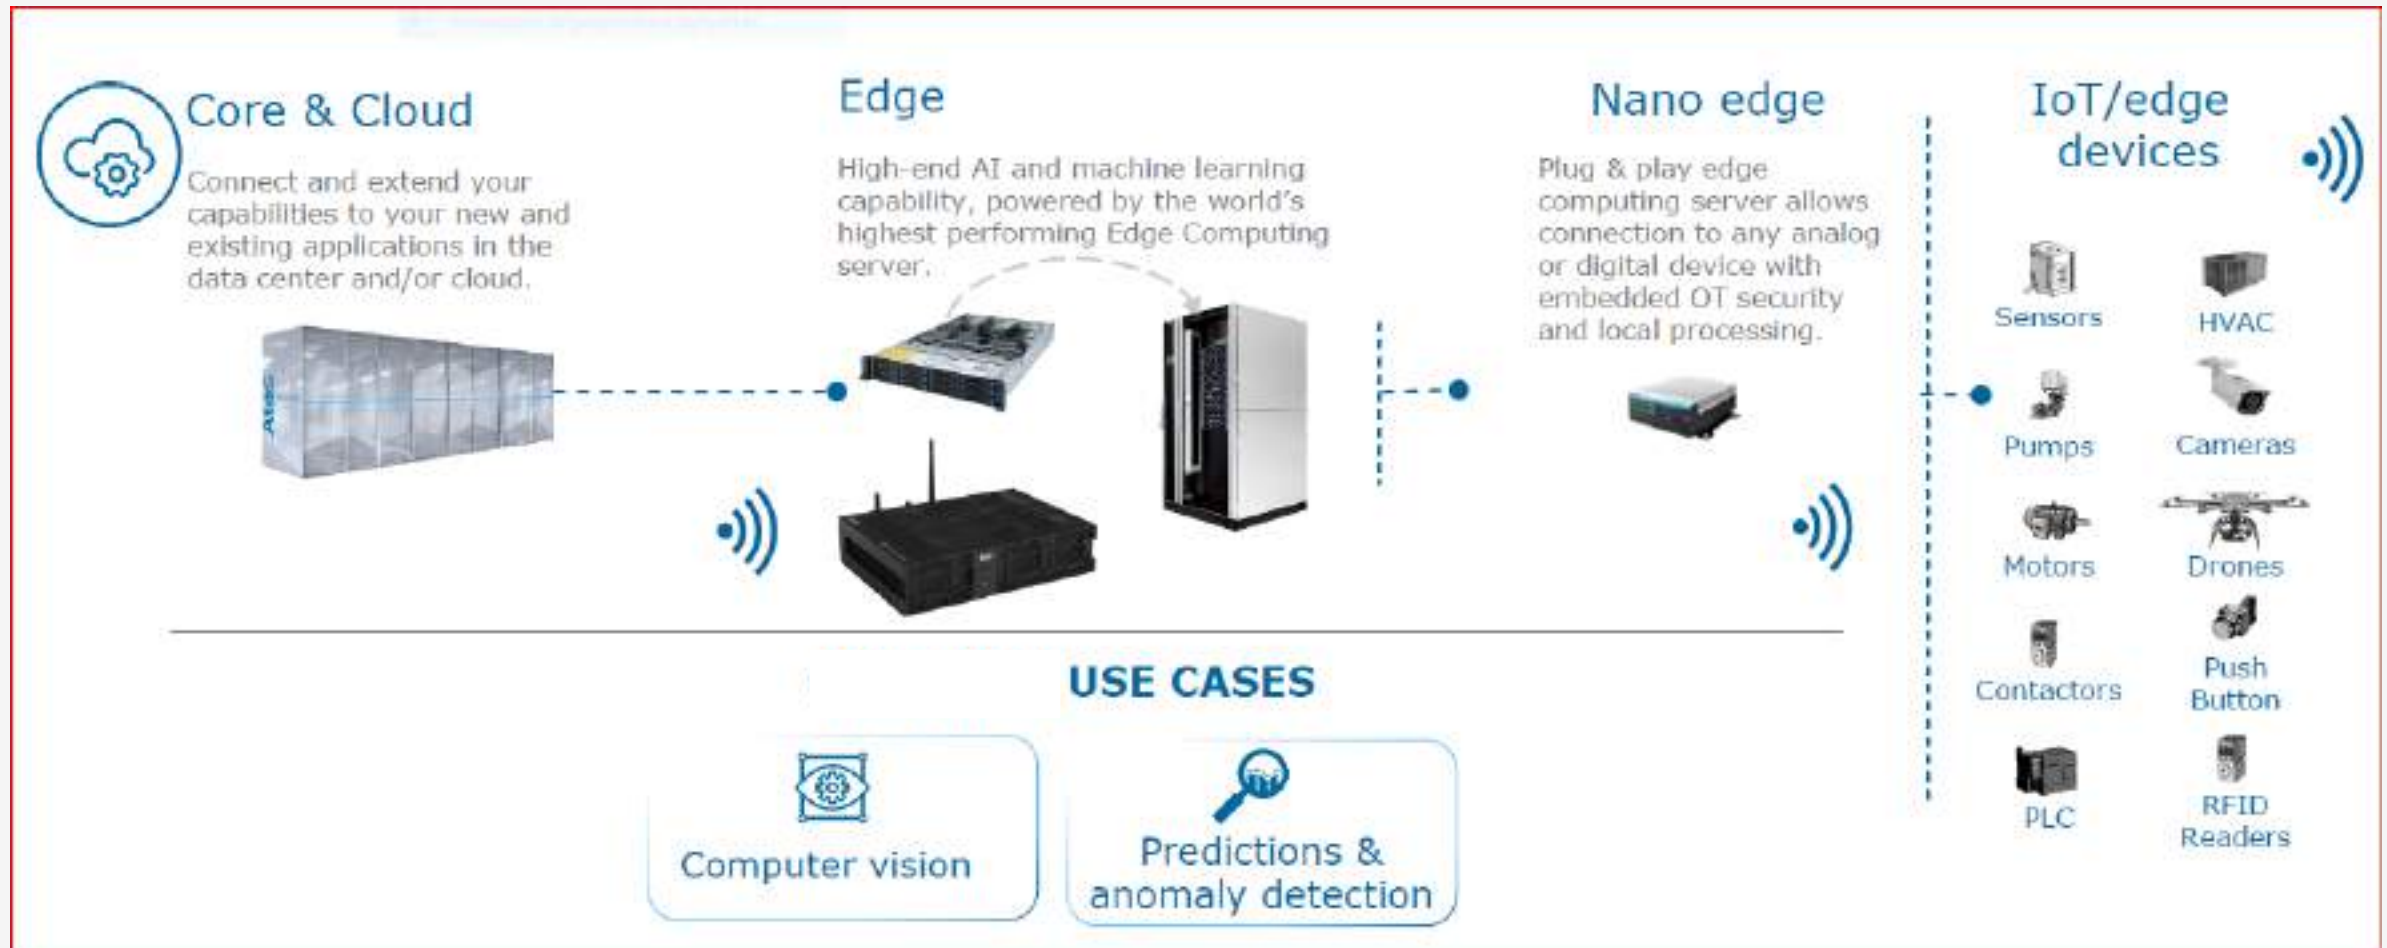 Core & Cloud
Connect and extend your
capabilities to your new and
existing applications in the
data center and/or cloud.
Atos
Edge
High-end AI and machine learning
capability, powered by the world's
highest performing Edge Computing
server.
Nano edge
Plug & play edge
computing server allows
connection to any analog
or digital device with
embedded OT security
and local processing.
IoT/edge
devices
Sensors
HVAC
Pumps
Cameras
Motors
Drones
Contactors
Push
Button
PLC
RFID
Readers
USE CASES
Computer vision
Predictions &
anomaly detection